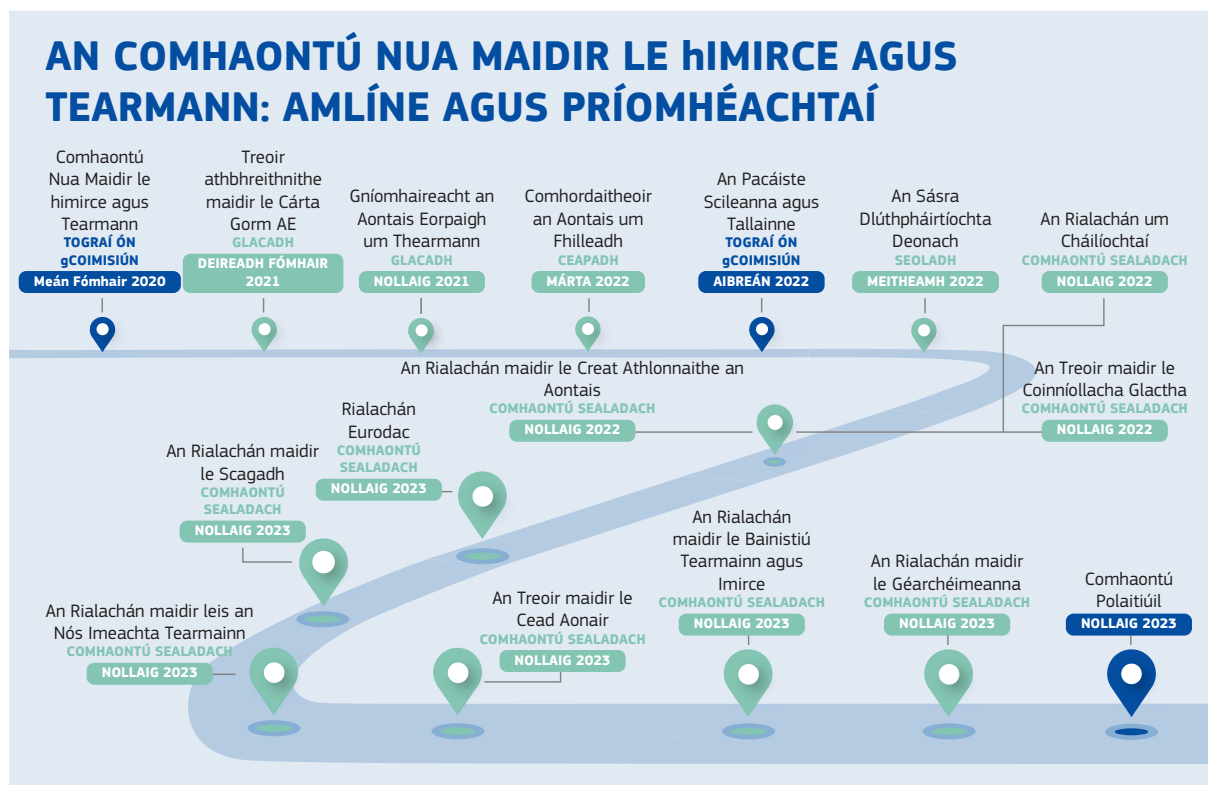 AN COMHAONTÚ NUA MAIDIR LE hIMIRCE AGUS
TEARMANN: AMLÍNE AGUS PRÍOMHÉACHTAÍ
Comhaontú
Nua Maidir le
himirce agus
Tearmann
TOGRAÍ ÓN
gCOIMISIÚN
Meán Fómhair 2020
Treoir
athbhreithnithe
maidir le Cárta
Gorm AE
GLACADH
DEIREADH FÓMHAIR
2021
Gníomhaireacht an
Aontais Eorpaigh
um Thearmann
GLACADH
NOLLAIG 2021
Comhordaitheoir
an Aontais um
Fhilleadh
CEAPADH
MÁRTA 2022
An Pacáiste
Scileanna agus
Tallainne
TOGRAÍ ÓN
gCOIMISIÚN
AIBREÁN 2022
An Sásra
Dlúthpháirtíochta
Deonach
SEOLADH
MEITHEAMH 2022
An Rialachán um
Cháilíochtaí
COMHAONTÚ SEALADACH
NOLLAIG 2022
An Rialachán maidir le Creat Athlonnaithe an
Aontais
COMHAONTÚ SEALADACH
NOLLAIG 2022
An Treoir maidir le
Coinníollacha Glactha
COMHAONTÚ SEALADACH
NOLLAIG 2022
Rialachán
Eurodac
COMHAONTÚ
SEALADACH
NOLLAIG 2023
An Rialachán maidir
le Scagadh
COMHAONTÚ
SEALADACH
NOLLAIG 2023
An Rialachán maidir leis an
Nós Imeachta Tearmainn
COMHAONTÚ SEALADACH
NOLLAIG 2023
An Treoir maidir le
Cead Aonair
COMHAONTÚ SEALADACH
NOLLAIG 2023
An Rialachán
maidir le Bainistiú
Tearmainn agus
Imirce
COMHAONTÚ SEALADACH
NOLLAIG 2023
An Rialachán maidir
le Géarchéimeanna
COMHAONTÚ SEALADACH
NOLLAIG 2023
Comhaontú
Polaitiúil
NOLLAIG 2023